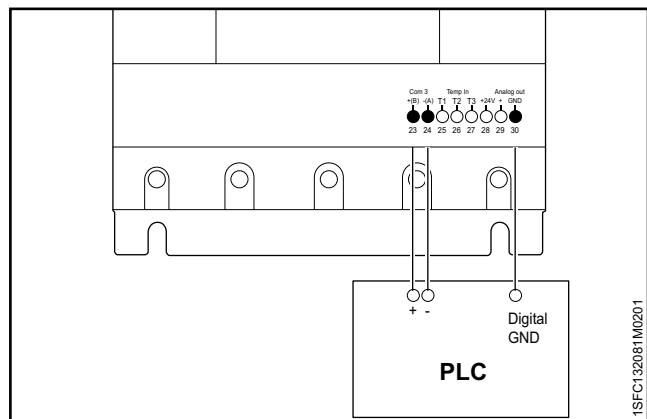 Com 3 Temp In Analog out
+(B) -(A) T1 T2 T3 +24V + GND
23 24 25 26 27 28 29 30
+ -
Digital
GND
PLC
1SFC132081M0201